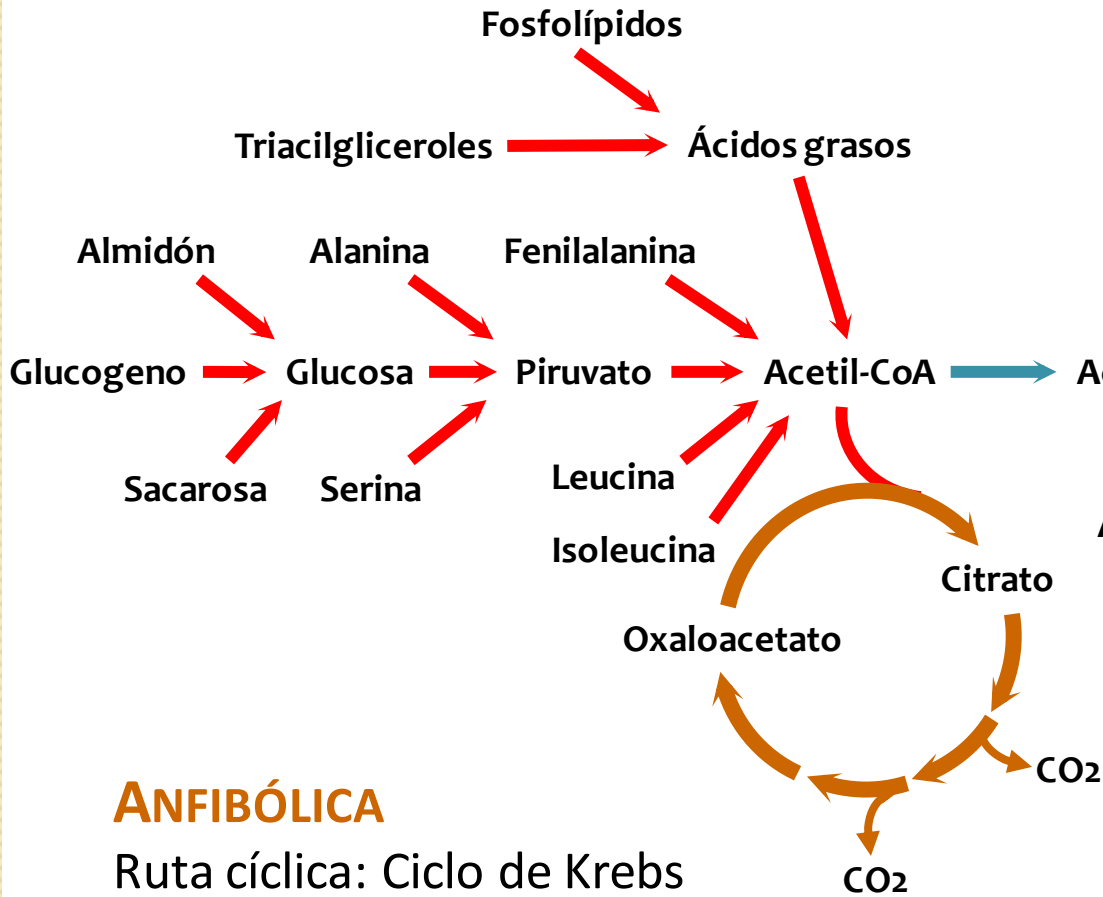 Fosfolípidos
Triacilgliceroles Ácidos grasos
Almidón Alanina Fenilalanina
Glucogeno Glucosa Piruvato Acetil-CoA
Sacarosa Serina Leucina
Isoleucina
Citrato
Oxaloacetato
CO2
ANFIBÓLICA
Ruta cíclica: Ciclo de Krebs
CO2